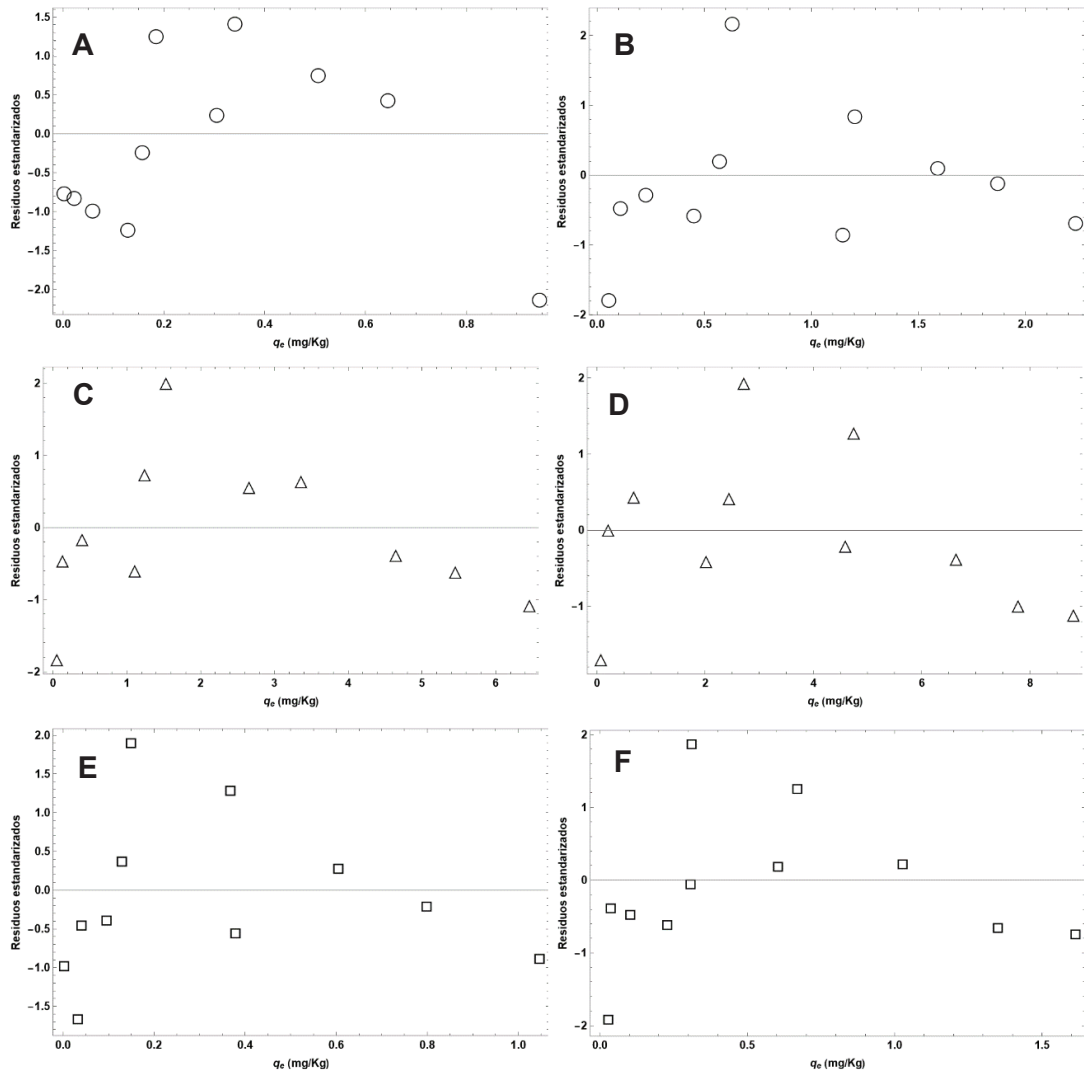 A
Residuos estandarizados
1.5
1.0
0.5
0.0
−0.5
−1.0
−1.5
−2.0
0.0 0.2 0.4 0.6 0.8
qe (mg/Kg)
B
Residuos estandarizados
2
1
0
−1
−2
0.0 0.5 1.0 1.5 2.0
qe (mg/Kg)
C
Residuos estandarizados
2
1
0
−1
−2
0 1 2 3 4 5 6
qe (mg/Kg)
D
Residuos estandarizados
2
1
0
−1
0 2 4 6 8
qe (mg/Kg)
E
Residuos estandarizados
2.0
1.5
1.0
0.5
0.0
−0.5
−1.0
−1.5
0.0 0.2 0.4 0.6 0.8 1.0
qe (mg/Kg)
F
Residuos estandarizados
2
1
0
−1
−2
0.0 0.5 1.0 1.5
qe (mg/Kg)